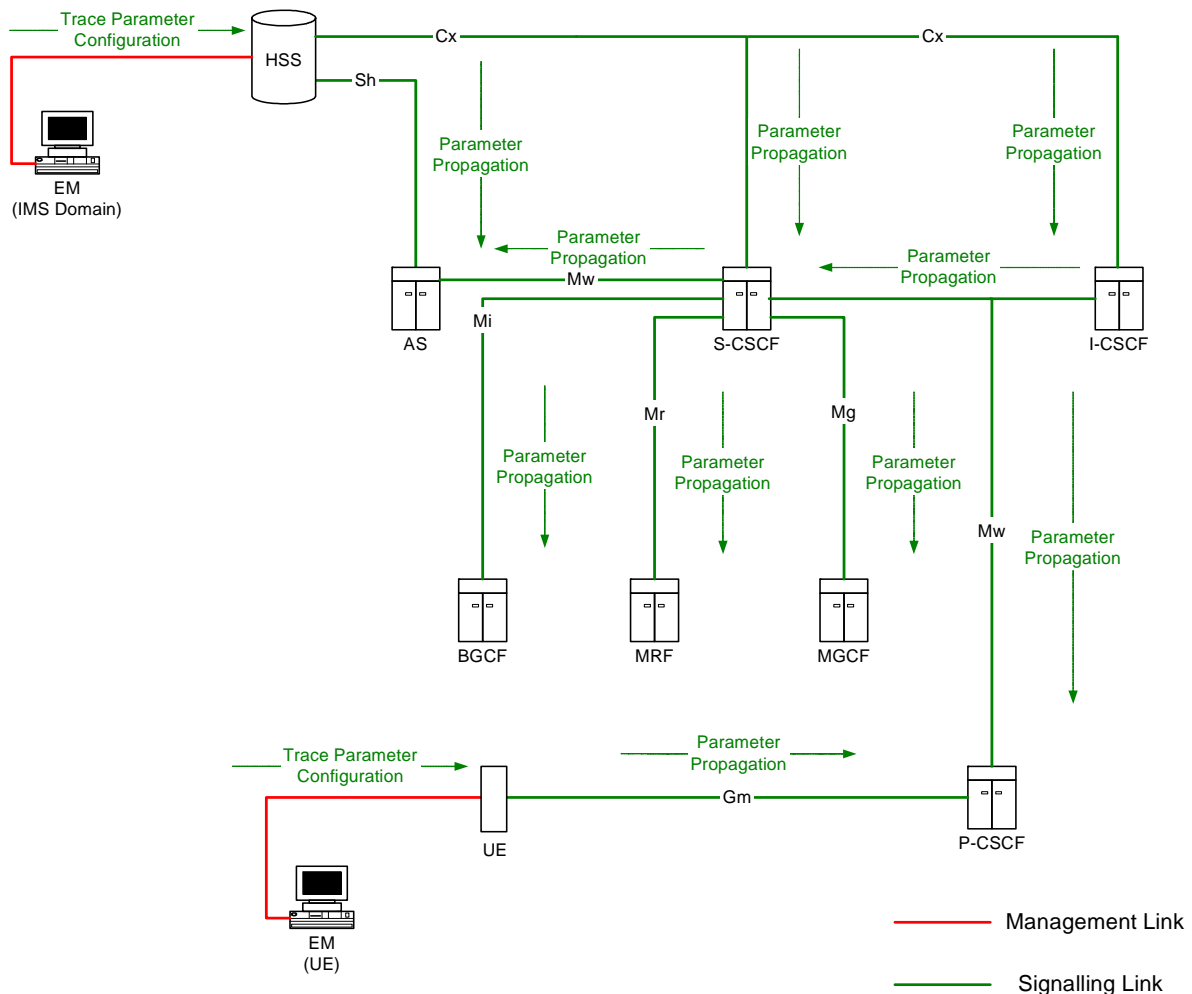 Trace Parameter
Configuration
HSS
Cx
Cx
Sh
Parameter
Propagation
Parameter
Propagation
Parameter
Propagation
EM
(IMS Domain)
Parameter
Propagation
Parameter
Propagation
Mw
AS
Mi
S-CSCF
I-CSCF
Mr
Mg
Parameter
Propagation
Parameter
Propagation
Parameter
Propagation
Mw
Parameter
Propagation
BGCF
MRF
MGCF
Trace Parameter
Configuration
Parameter
Propagation
Gm
UE
P-CSCF
EM
(UE)
Management Link
Signalling Link